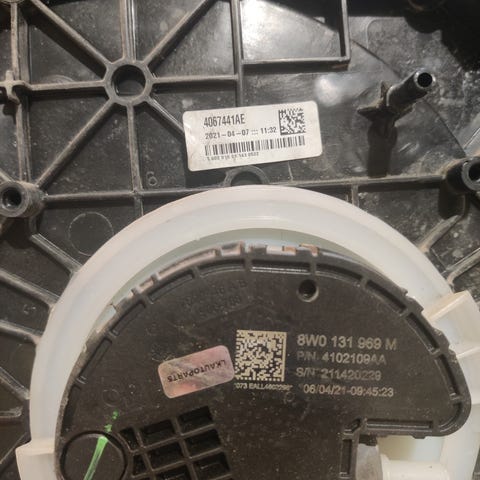 4067441AE
2021-04-07 ::: 11:32
8W0 131 969 M
P/N 4102109AA
S/N 211420229
06/04/21-09:45:23
LKAUTOPARTS